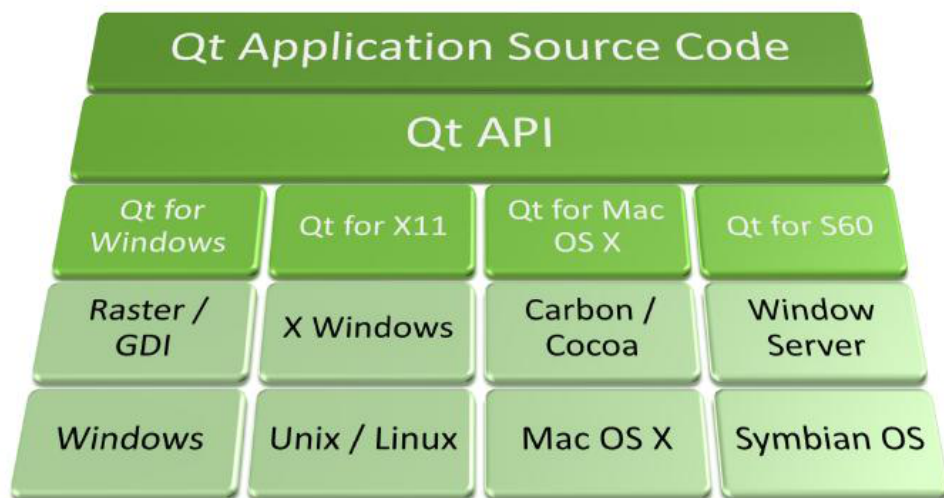 Qt Application Source Code
Qt API
Qt for
Windows
Qt for X11
Qt for Mac
OS X
Qt for S60
Raster /
GDI
X Windows
Carbon /
Cocoa
Window
Server
Windows
Unix / Linux
Mac OS X
Symbian OS